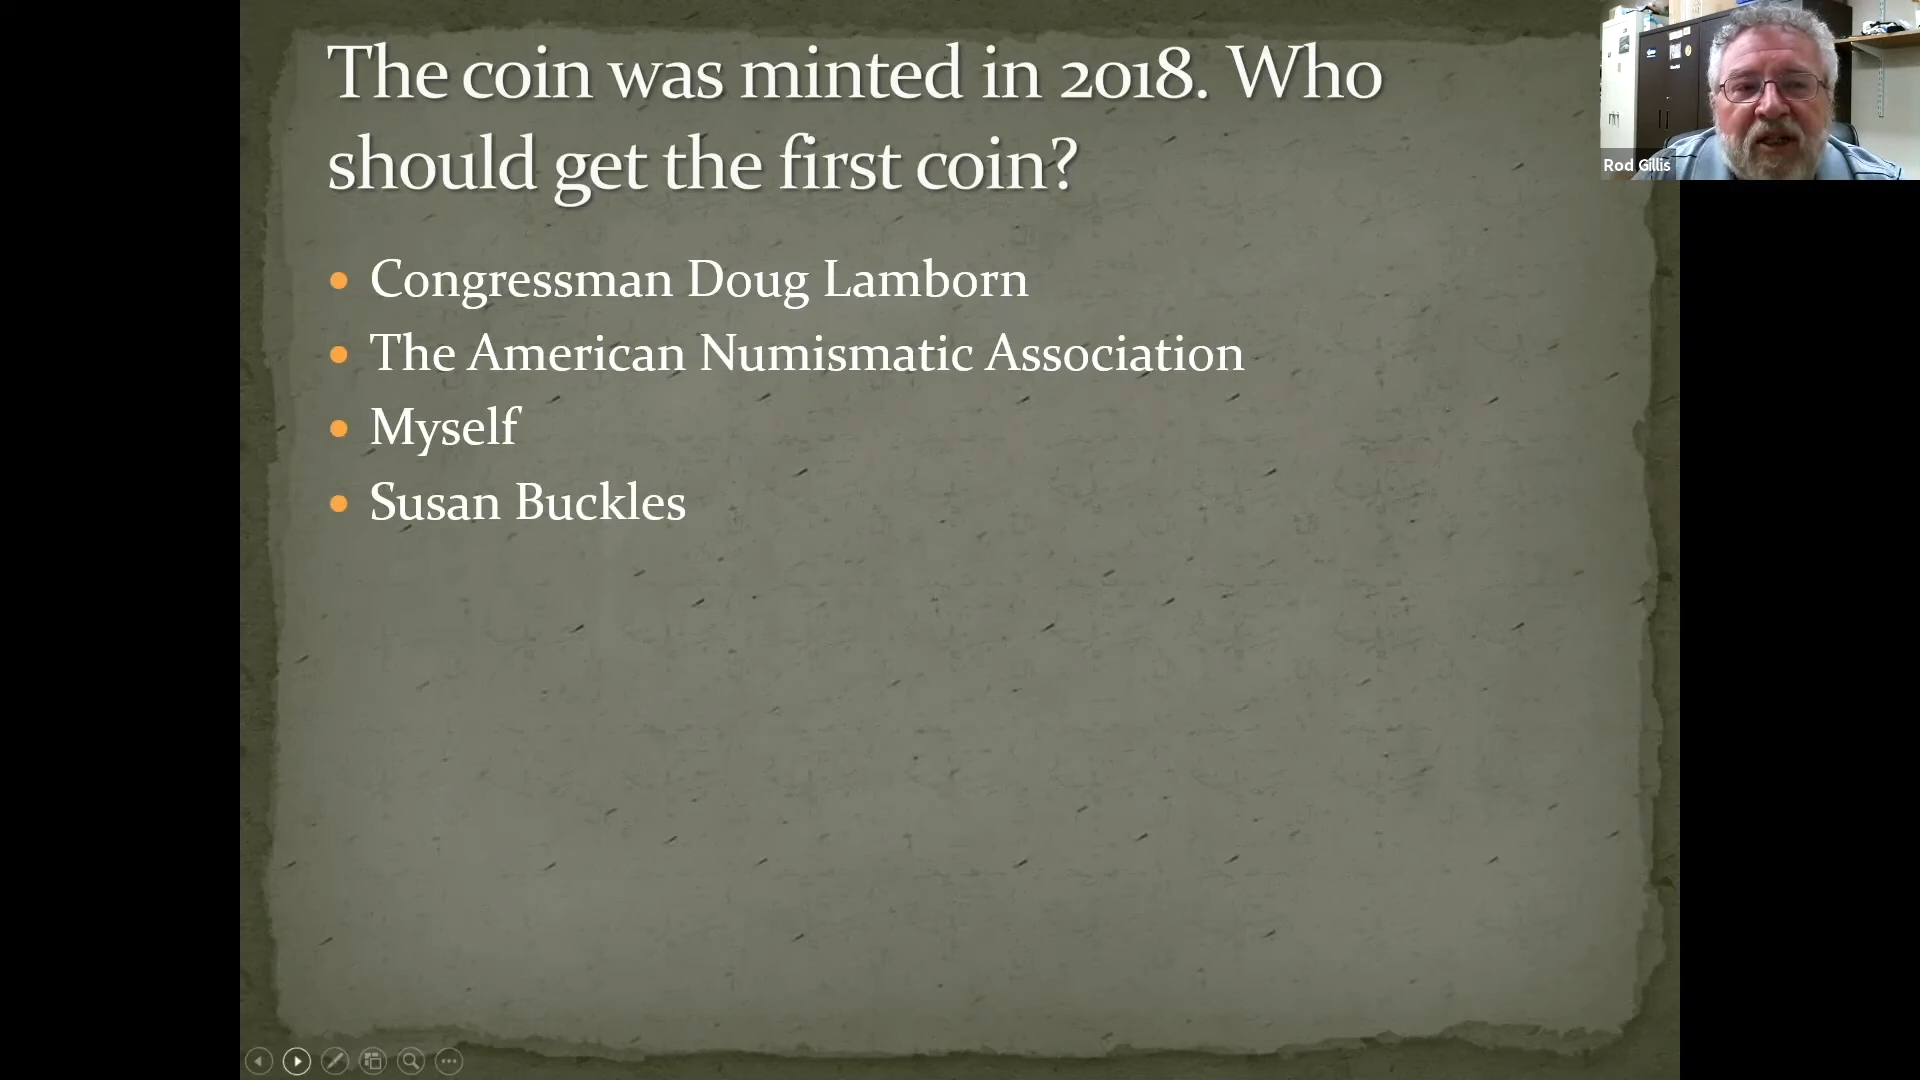 The coin was minted in 2018. Who
should get the first coin?
Congressman Doug Lamborn
The American Numismatic Association
Myself
Susan Buckles
Rod Gillis